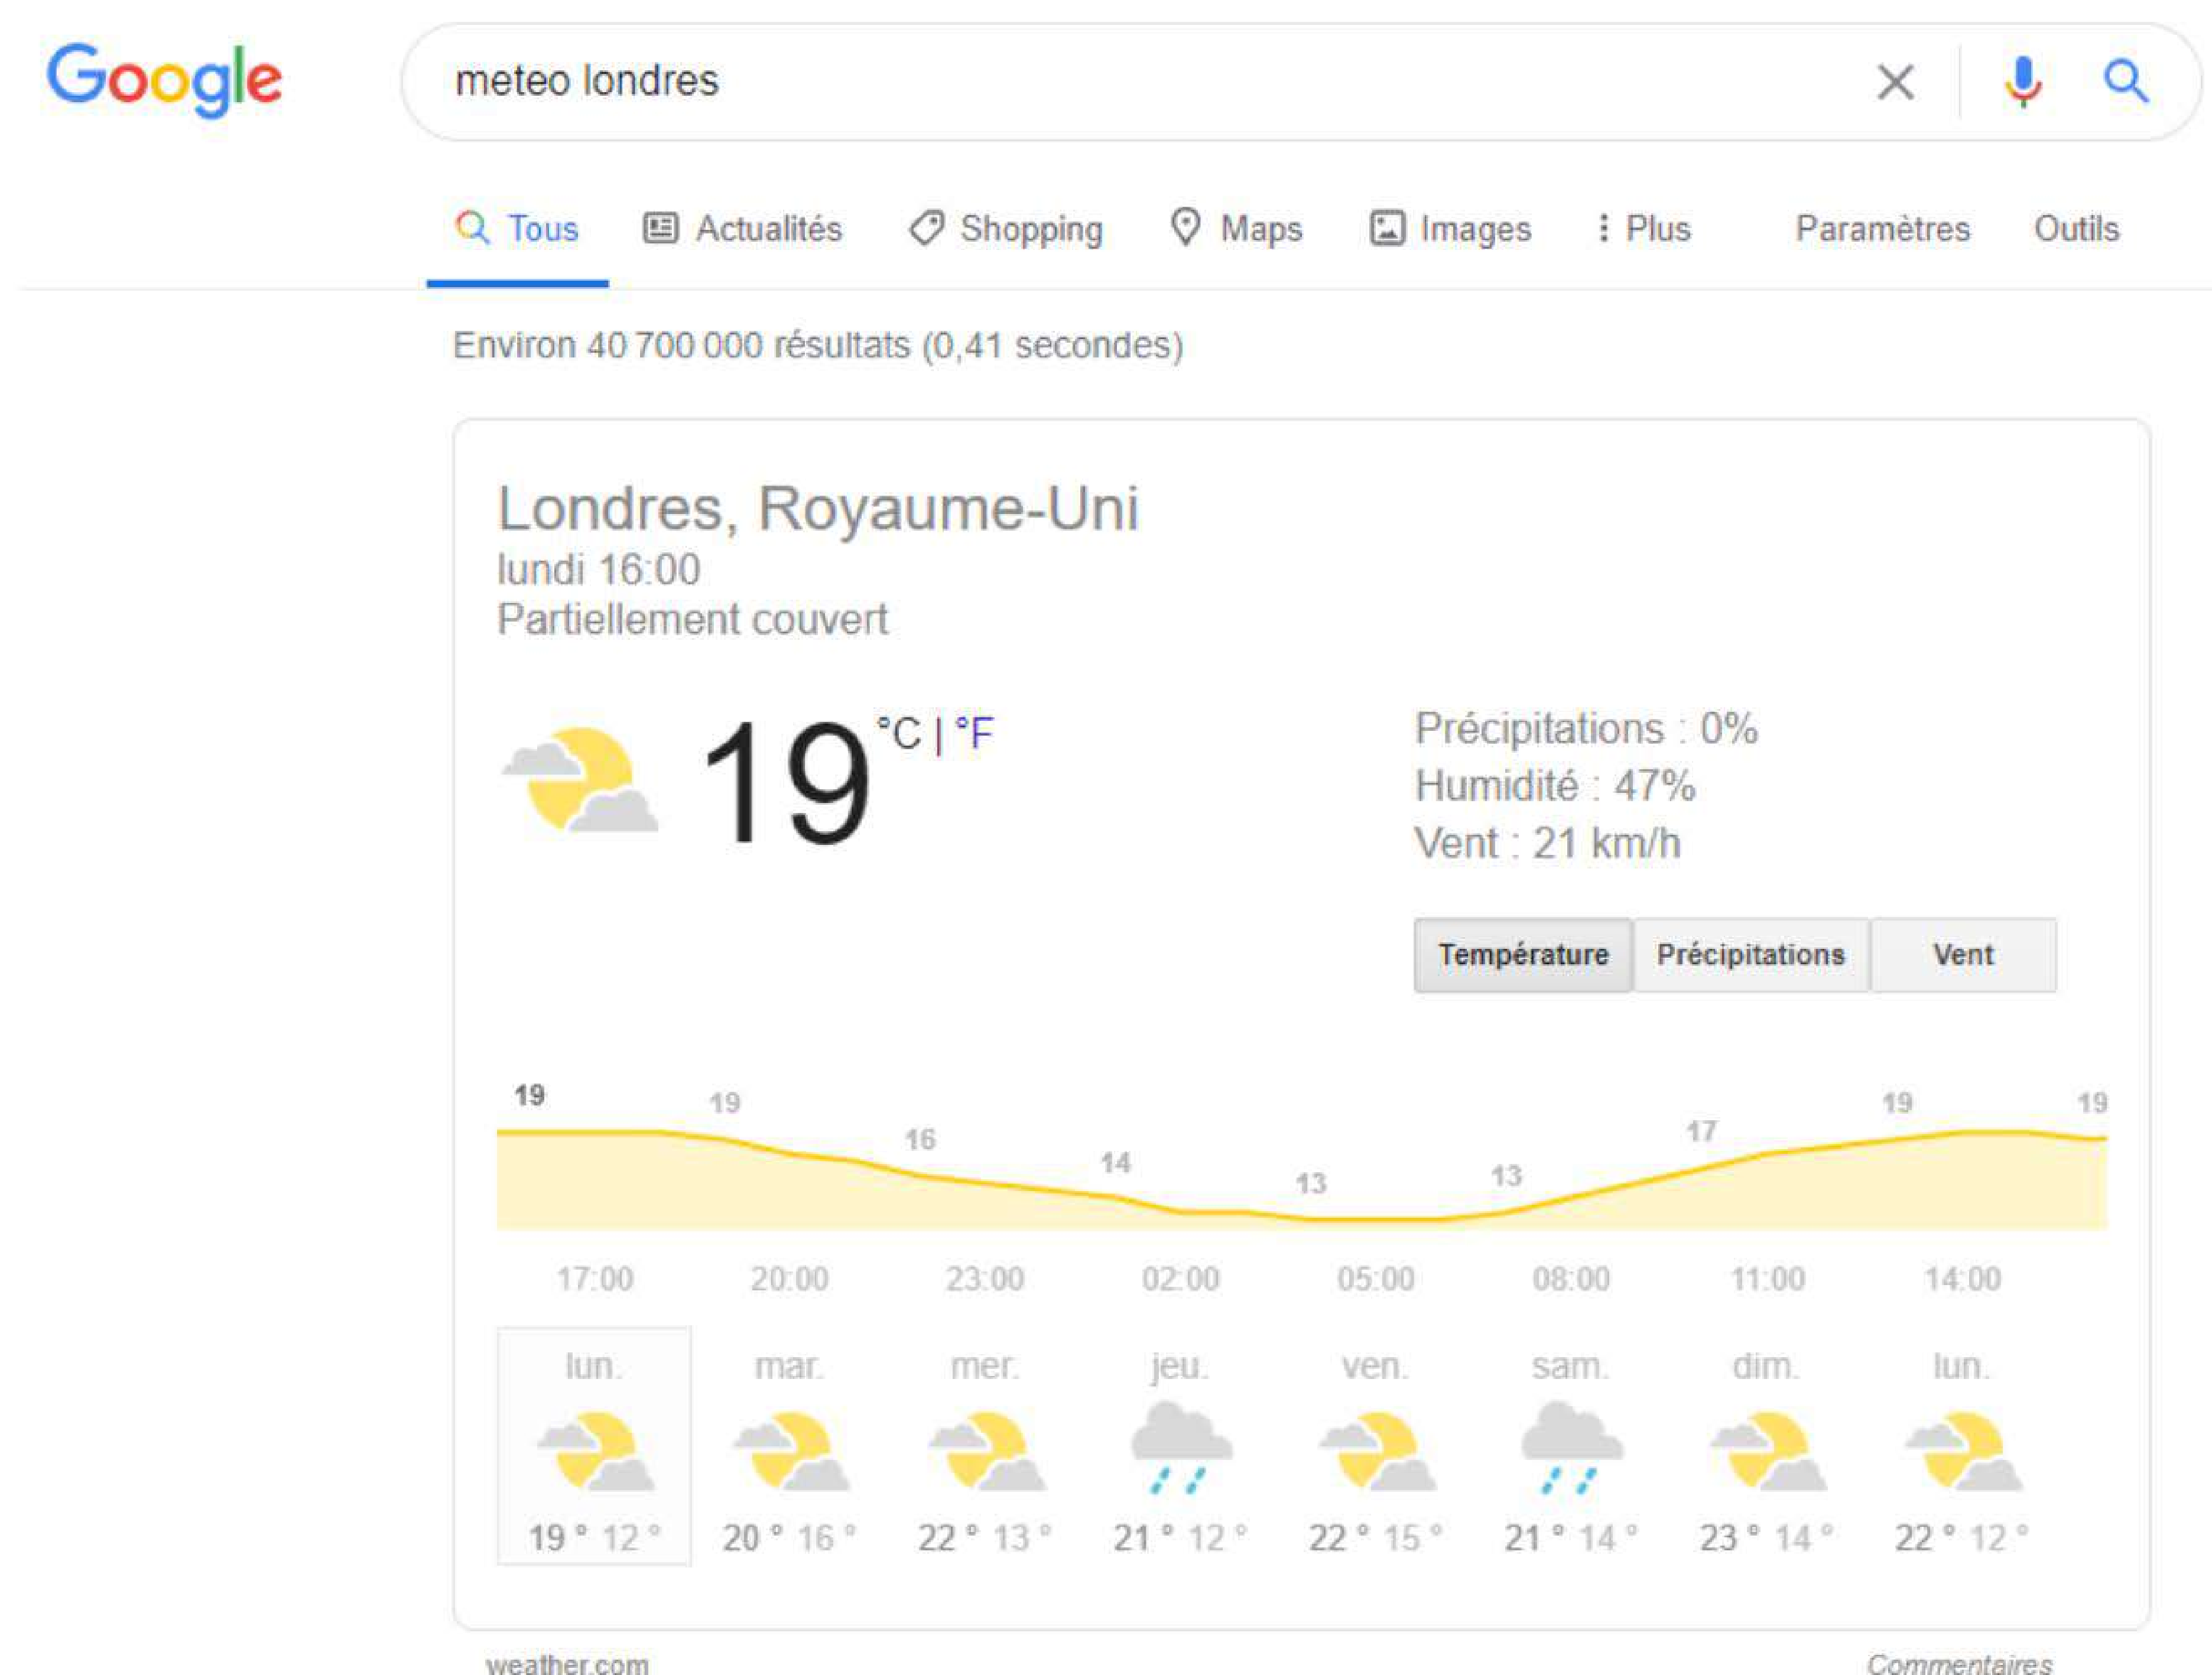 Google
meteo londres
Tous Actualités Shopping Maps Images Plus Paramètres Outils
Environ 40 700 000 résultats (0,41 secondes)
Londres, Royaume-Uni
lundi 16:00
Partiellement couvert
19 °C | °F
Précipitations : 0%
Humidité : 47%
Vent : 21 km/h
Température Précipitations Vent
19 19 16 14 13 13 17 19 19
17:00 20:00 23:00 02:00 05:00 08:00 11:00 14:00
lun. mar. mer. jeu. ven. sam. dim. lun.
19 ° 12 ° 20 ° 16 ° 22 ° 13 ° 21 ° 12 ° 22 ° 15 ° 21 ° 14 ° 23 ° 14 ° 22 ° 12 °
weather.com Commentaires